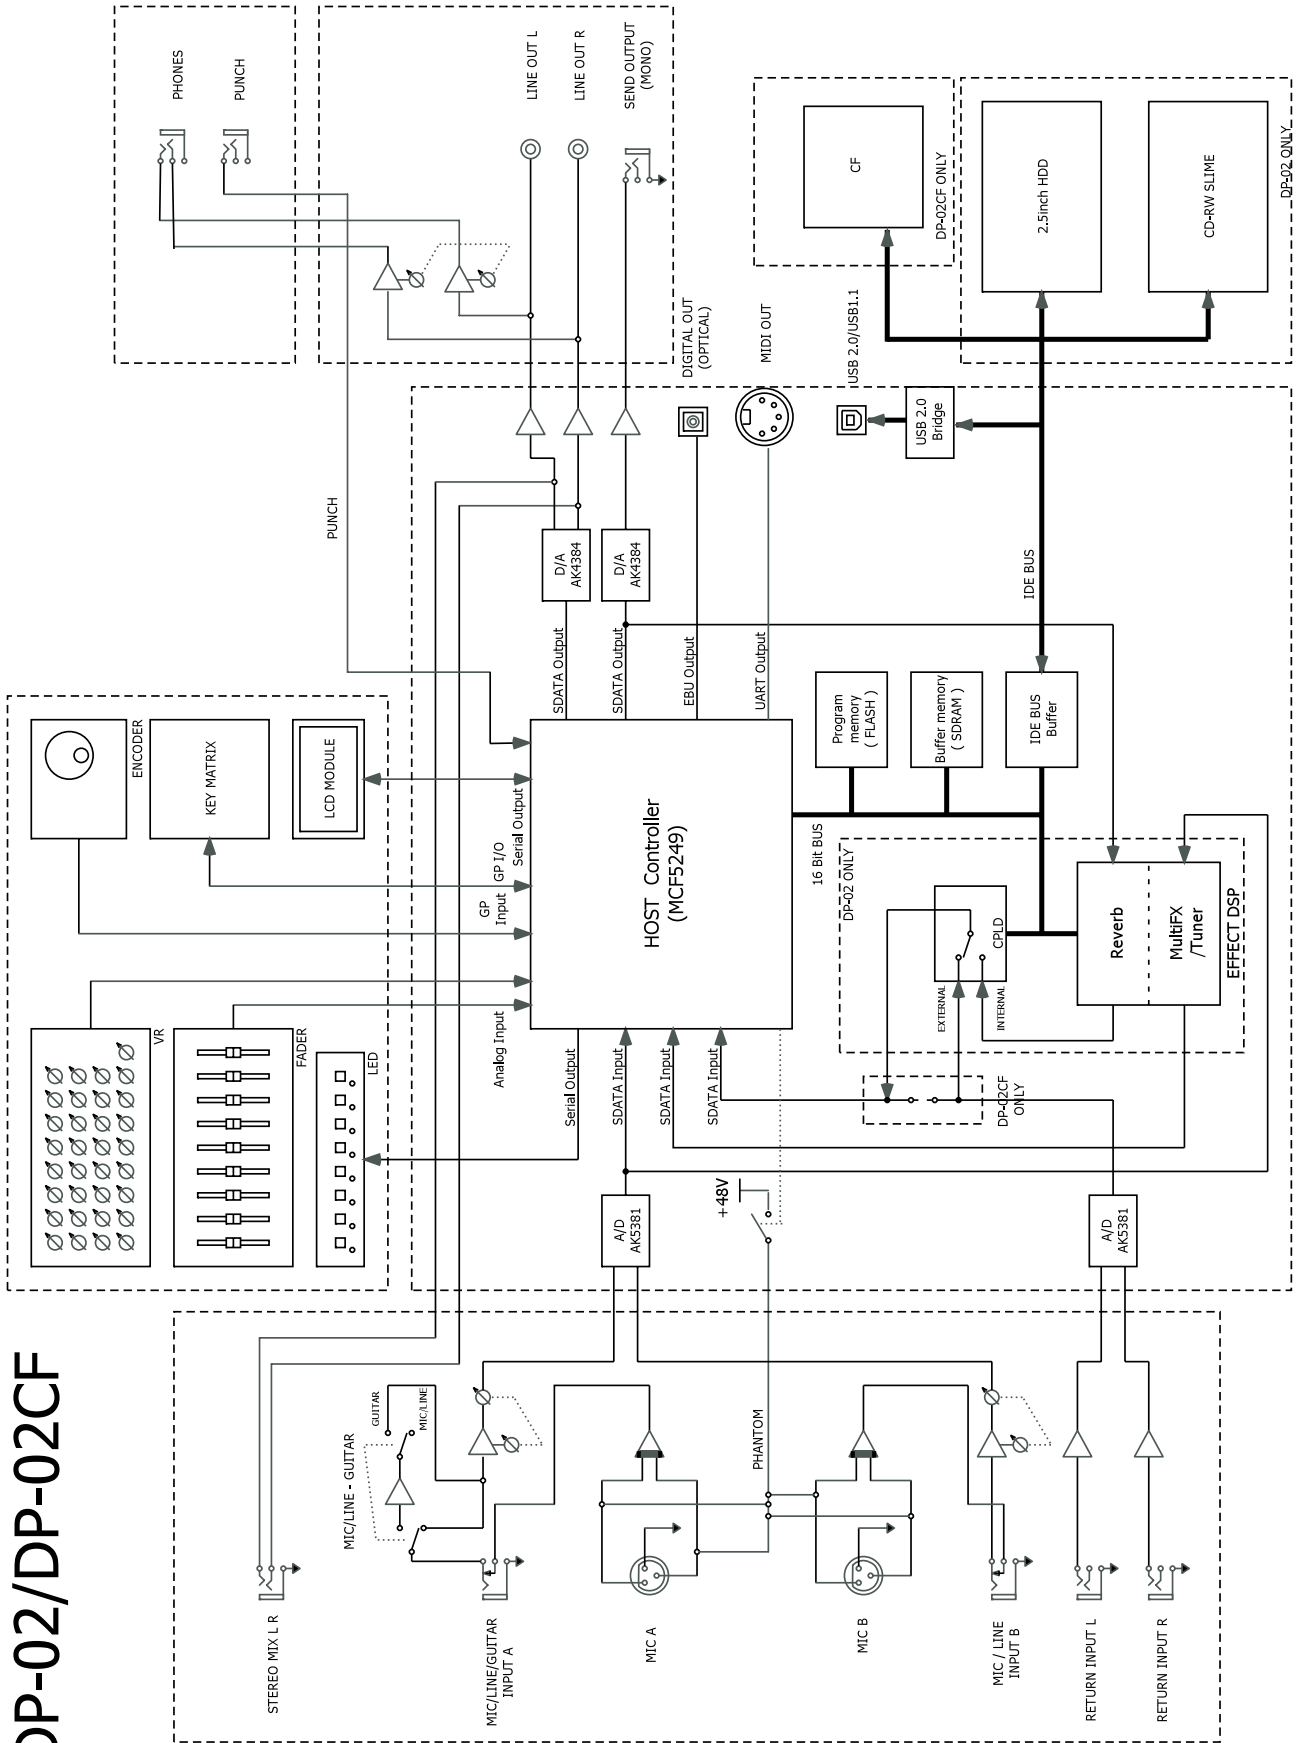 DP-02/DP-02CF
STEREO MIX L R
MIC/LINE/GUITAR
INPUT A
MIC A
MIC B
MIC / LINE
INPUT B
RETURN INPUT L
RETURN INPUT R
MIC/LINE - GUITAR
GUITAR
MIC/LINE
PHANTOM
+48V
A/D
AK5381
A/D
AK5381
VR
FADER
LED
ENCODER
KEY MATRIX
LCD MODULE
Analog Input
GP
Input
GP I/O
Serial Output
Serial Output
SDATA Input
SDATA Input
SDATA Input
HOST Controller
(MCF5249)
SDATA Output
SDATA Output
EBU Output
UART Output
16 Bit BUS
Program
memory
( FLASH )
Buffer memory
( SDRAM )
IDE BUS
Buffer
IDE BUS
DP-02 ONLY
CPLD
EXTERNAL
INTERNAL
DP-02CF
ONLY
Reverb
MultiFX
/Tuner
EFFECT DSP
D/A
AK4384
D/A
AK4384
PUNCH
DIGITAL OUT
(OPTICAL)
MIDI OUT
USB 2.0/USB1.1
USB 2.0
Bridge
PHONES
PUNCH
LINE OUT L
LINE OUT R
SEND OUTPUT
(MONO)
CF
DP-02CF ONLY
2.5inch HDD
CD-RW SLIME
DP-02 ONLY